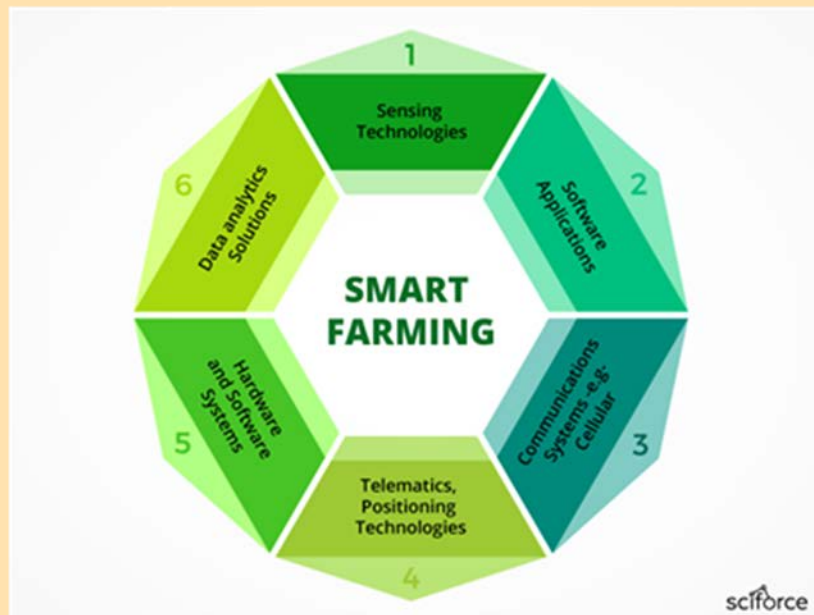 1
Sensing
Technologies
2
Software
Applications
3
Communications
Systems -e.g-
Cellular
4
Telematics,
Positioning
Technologies
5
Hardware
and Software
Systems
6
Data analytics
Solutions
SMART
FARMING
sciforce